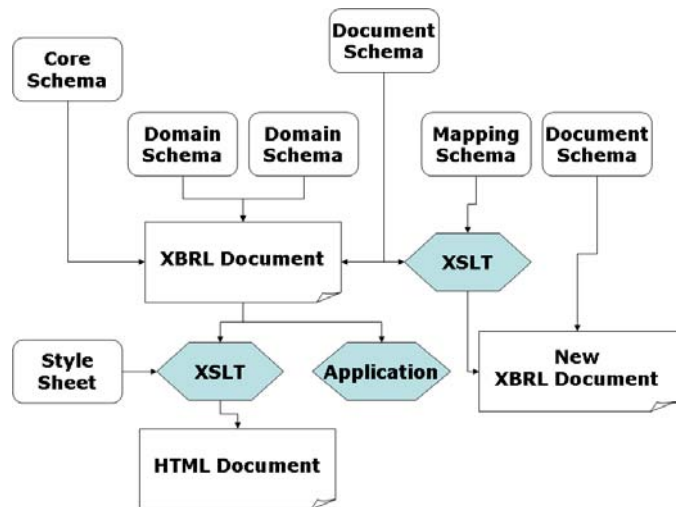 Document
Schema
Core
Schema
Domain
Schema
Domain
Schema
Mapping
Schema
Document
Schema
XBRL Document
XSLT
Style
Sheet
XSLT
Application
New
XBRL Document
HTML Document